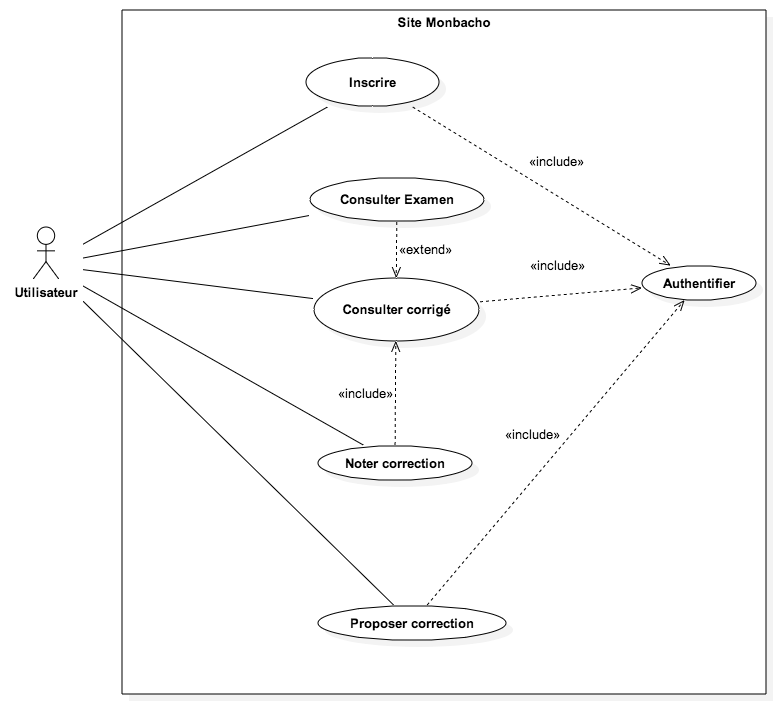 Site Monbacho
Inscrire
«include»
Consulter Examen
«extend»
«include»
Utilisateur
Consulter corrigé
Authentifier
«include»
«include»
Noter correction
Proposer correction